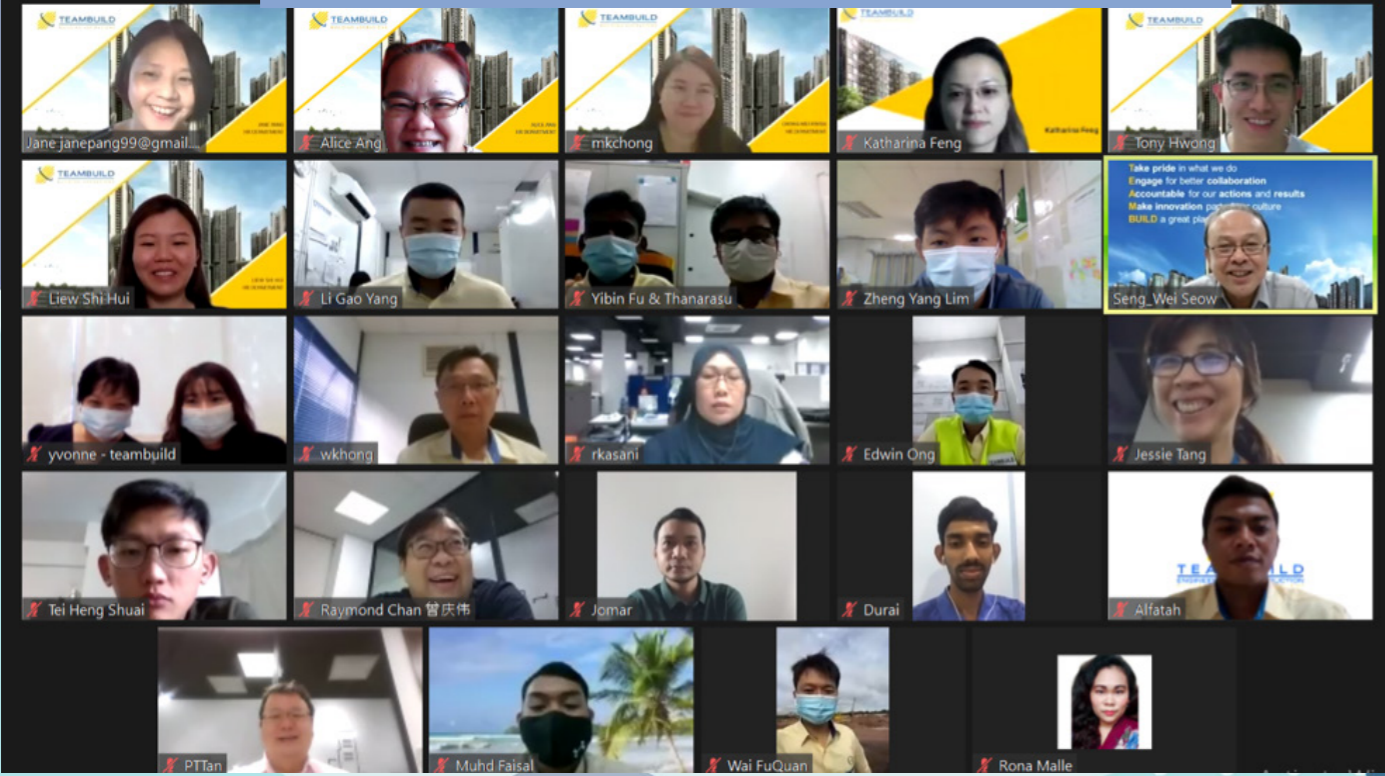 TEAMBUILD
TEAMBUILD
TEAMBUILD
TEAMBUILD
TEAMBUILD
Jane janepang99@gmail....
Alice Ang
mkchong
Katharina Feng
Katharina Feng
Tony Hwong
TEAMBUILD
Take pride in what we do
Engage for better collaboration
Accountable for our actions and results
Make innovation culture
BUILD a great
Liew Shi Hui
Li Gao Yang
Yibin Fu & Thanarasu
Zheng Yang Lim
Seng_Wei Seow
yvonne - teambuild
wkhong
rkasani
Edwin Ong
Jessie Tang
Tei Heng Shuai
Raymond Chan 曾庆伟
Jomar
Durai
Alfatah
PTTan
Muhd Faisal
Wai FuQuan
Rona Malle